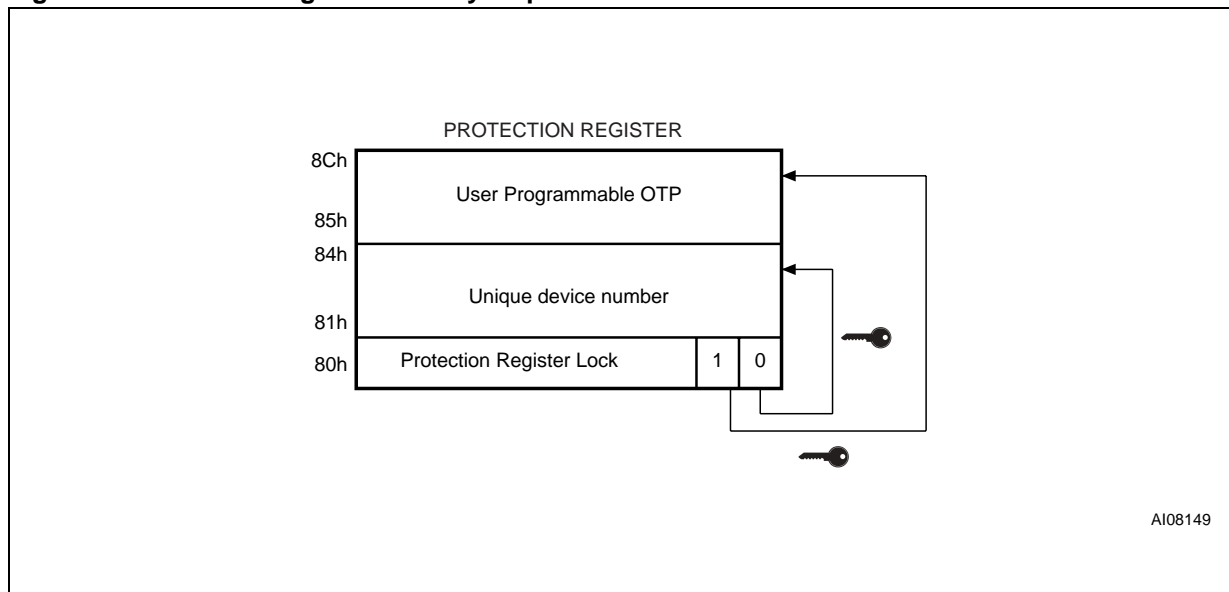 PROTECTION REGISTER
8Ch
User Programmable OTP
85h
84h
Unique device number
81h
80h Protection Register Lock 1 0
AI08149